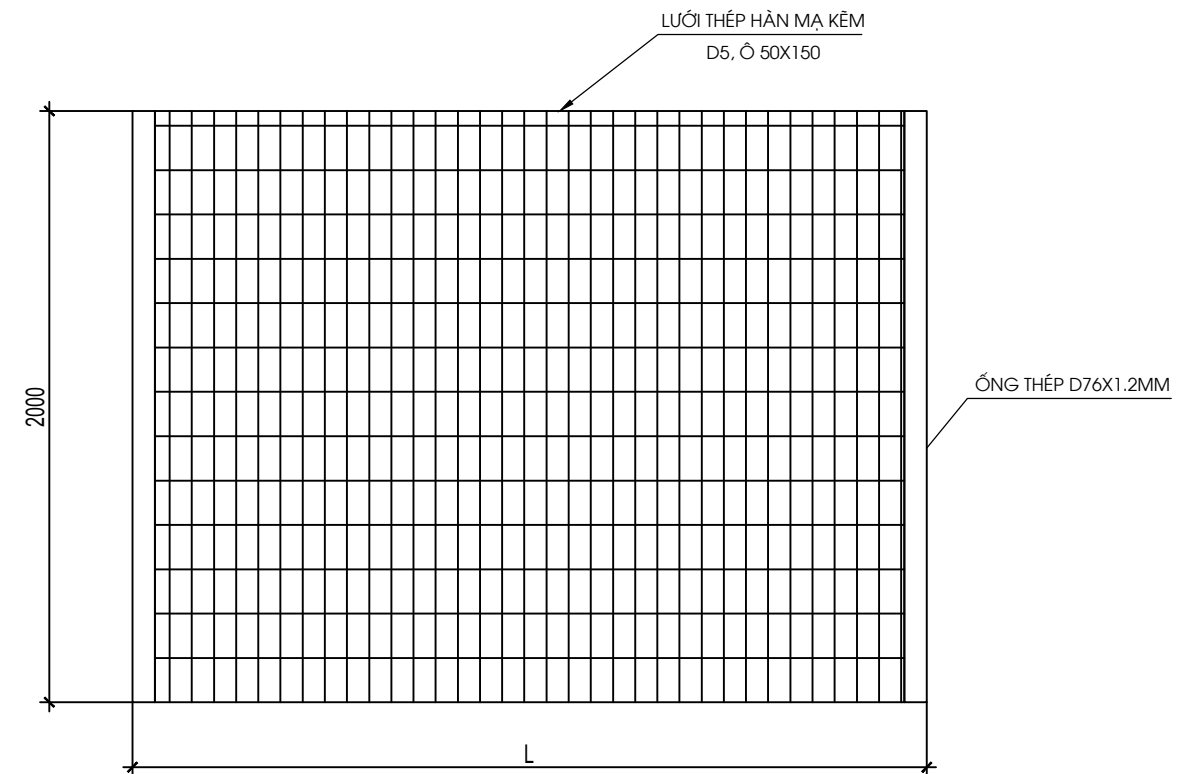 LƯỚI THÉP HÀN MẠ KẼM
D5, Ô 50X150
2000
ỐNG THÉP D76X1.2MM
L